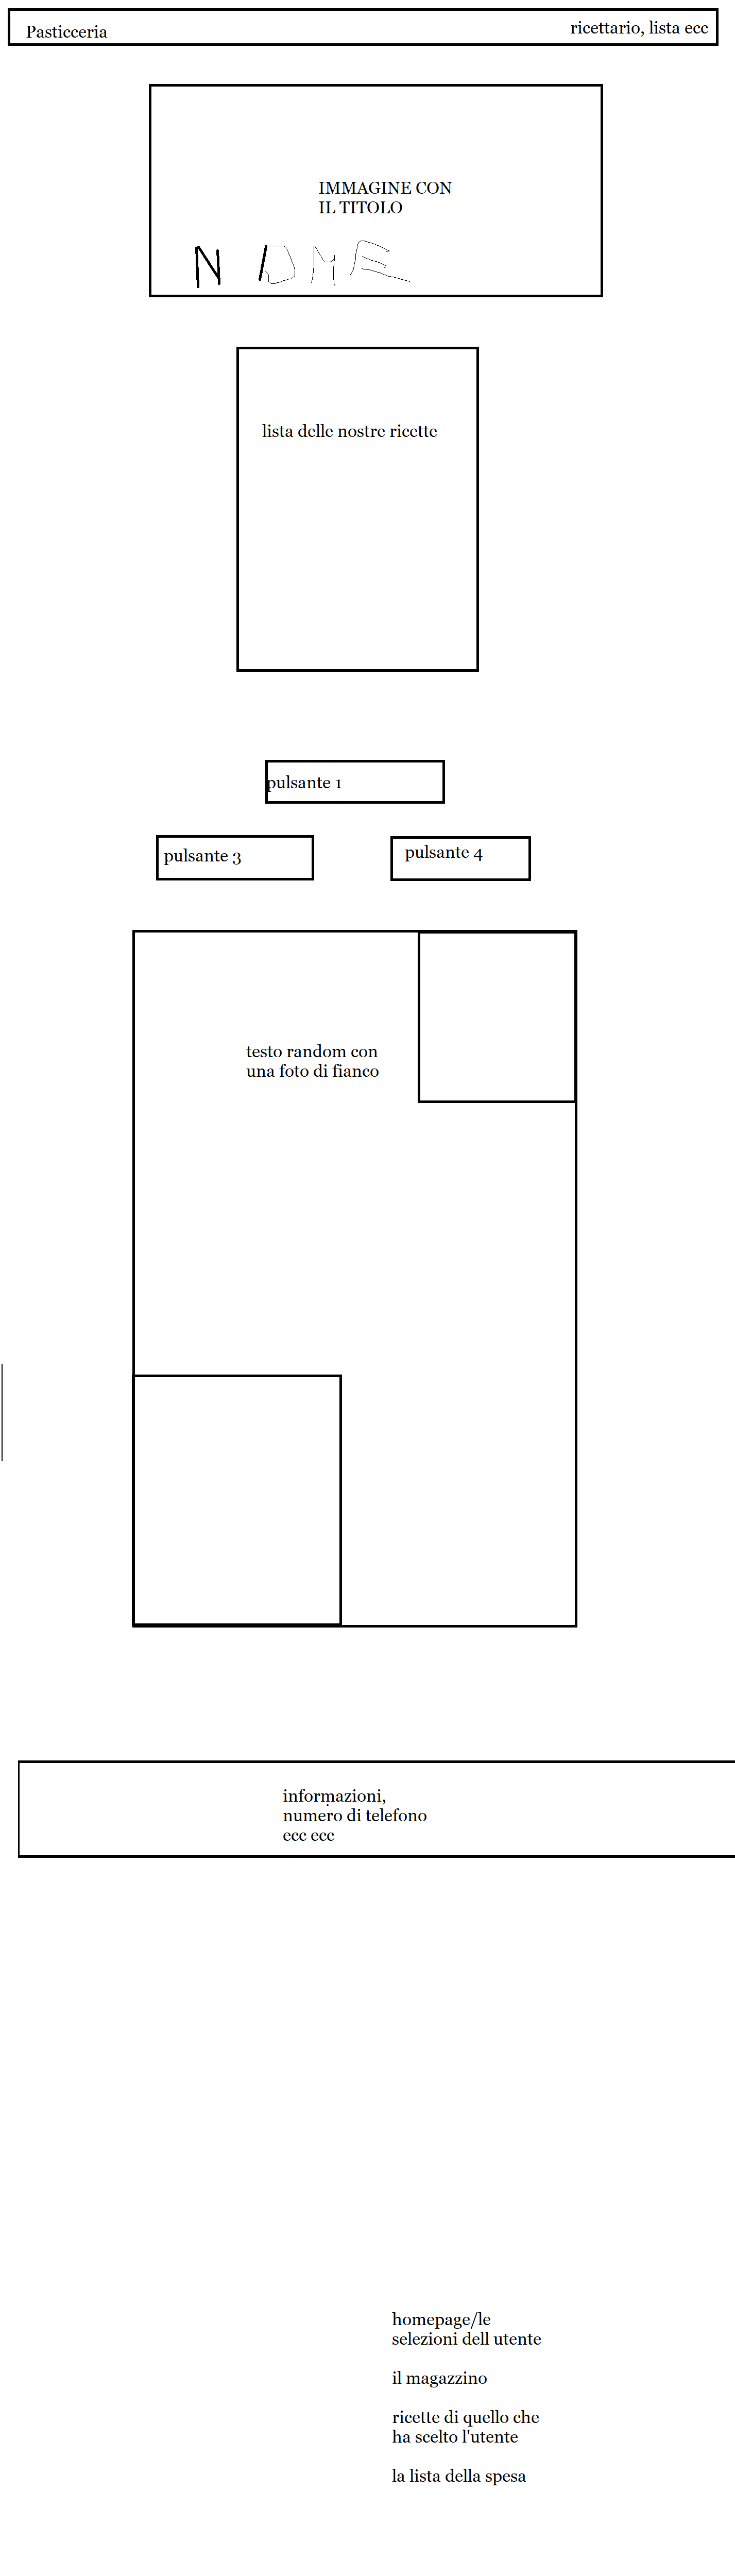 Pasticceria
ricettario, lista ecc
IMMAGINE CON
IL TITOLO
NOME
lista delle nostre ricette
pulsante 1
pulsante 3
pulsante 4
testo random con
una foto di fianco
informazioni,
numero di telefono
ecc ecc
homepage/le
selezioni dell utente
il magazzino
ricette di quello che
ha scelto l'utente
la lista della spesa